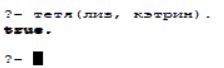 ?- тетя(лиз, кэтрин).
true.
?-